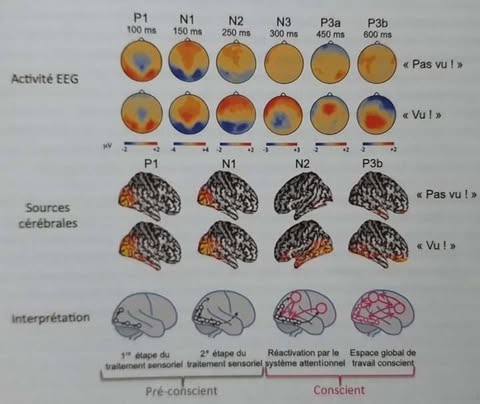 P1 N1 N2 N3 P3a P3b
100 ms 150 ms 250 ms 300 ms 450 ms 600 ms
Activité EEG
« Pas vu ! »
« Vu ! »
µV -2 +2 -4 +4 -2 +2 -3 +3 -2 +2 -2 +2
P1 N1 N2 P3b
« Pas vu ! »
Sources
cérébrales
« Vu ! »
Interprétation
1re étape du 2e étape du Réactivation par le Espace global de
traitement sensoriel traitement sensoriel système attentionnel travail conscient
Pré-conscient Conscient